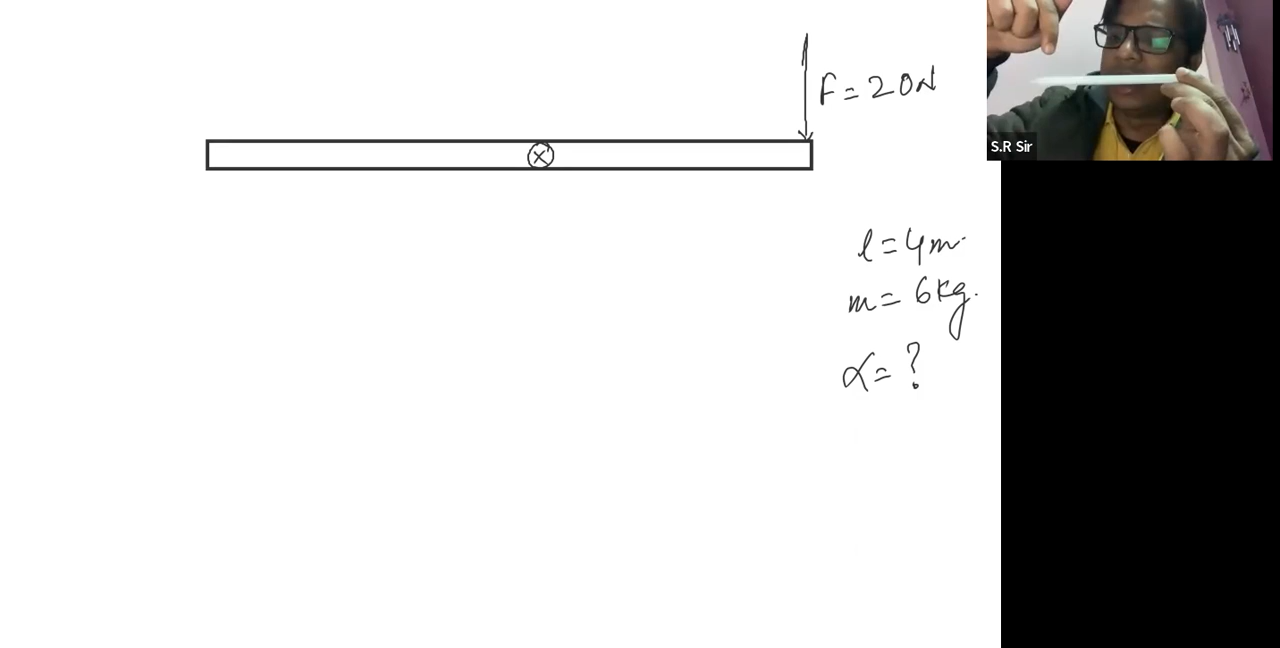 F = 20N
S.R Sir
l = 4m
m = 6kg.
α = ?